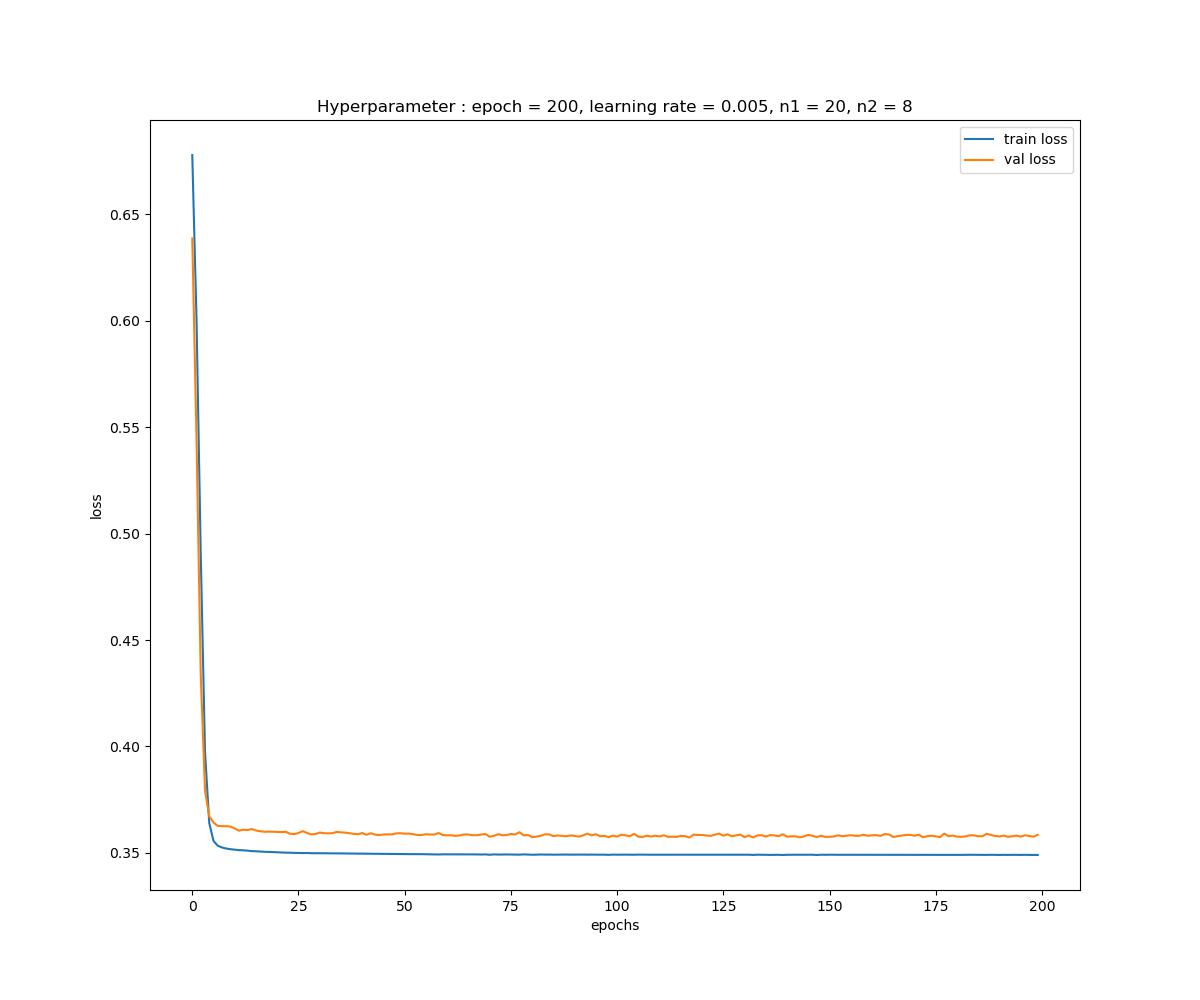 Hyperparameter : epoch = 200, learning rate = 0.005, n1 = 20, n2 = 8
train loss
val loss
0.65
0.60
0.55
0.50
0.45
0.40
0.35
loss
0 25 50 75 100 125 150 175 200
epochs